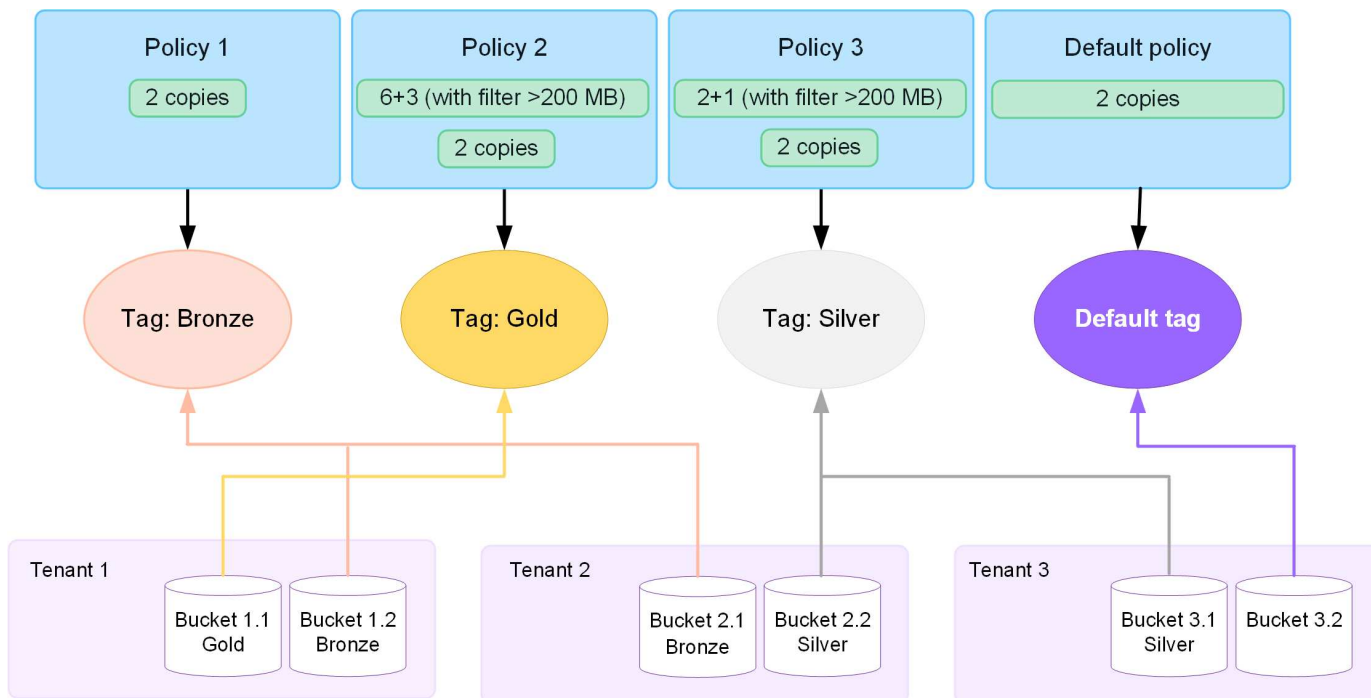 Policy 1
2 copies
Policy 2
6+3 (with filter >200 MB)
2 copies
Policy 3
2+1 (with filter >200 MB)
2 copies
Default policy
2 copies
Tag: Bronze
Tag: Gold
Tag: Silver
Default tag
Tenant 1
Bucket 1.1
Gold
Bucket 1.2
Bronze
Tenant 2
Bucket 2.1
Bronze
Bucket 2.2
Silver
Tenant 3
Bucket 3.1
Silver
Bucket 3.2